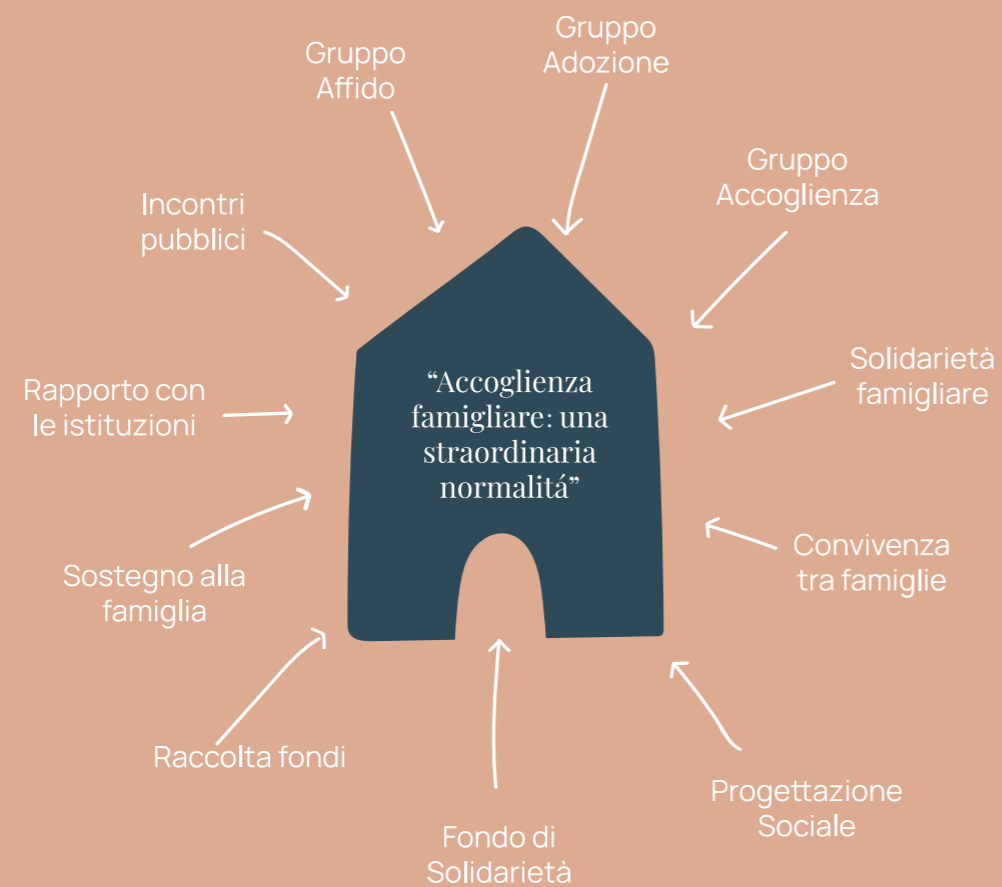 Gruppo
Affido
Gruppo
Adozione
Gruppo
Accoglienza
Incontri
pubblici
Solidarietà
famigliare
Rapporto con
le istituzioni
“Accoglienza
famigliare: una
straordinaria
normalitá”
Convivenza
tra famiglie
Sostegno alla
famiglia
Raccolta fondi
Progettazione
Sociale
Fondo di
Solidarietà